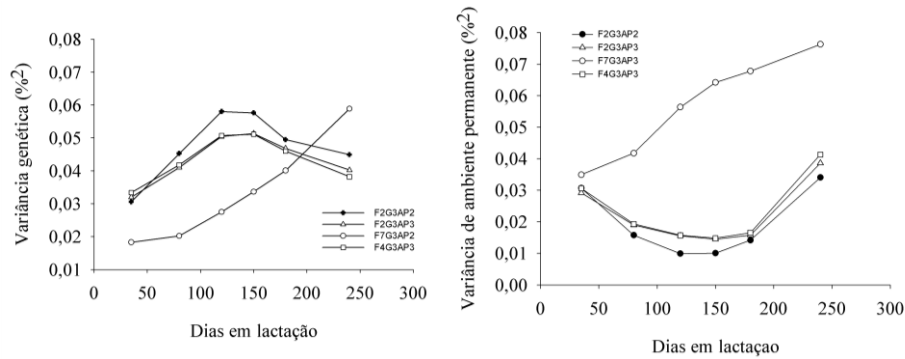 Variância genética (%²)
0,08
0,07
0,06
0,05
0,04
0,03
0,02
0,01
F2G3AP2
F2G3AP3
F7G3AP2
F4G3AP3
0 50 100 150 200 250 300
Dias em lactação
Variância de ambiente permanente (%²)
0,08
0,07
0,06
0,05
0,04
0,03
0,02
0,01
0,00
F2G3AP2
F2G3AP3
F7G3AP3
F4G3AP3
0 50 100 150 200 250 300
Dias em lactaçao